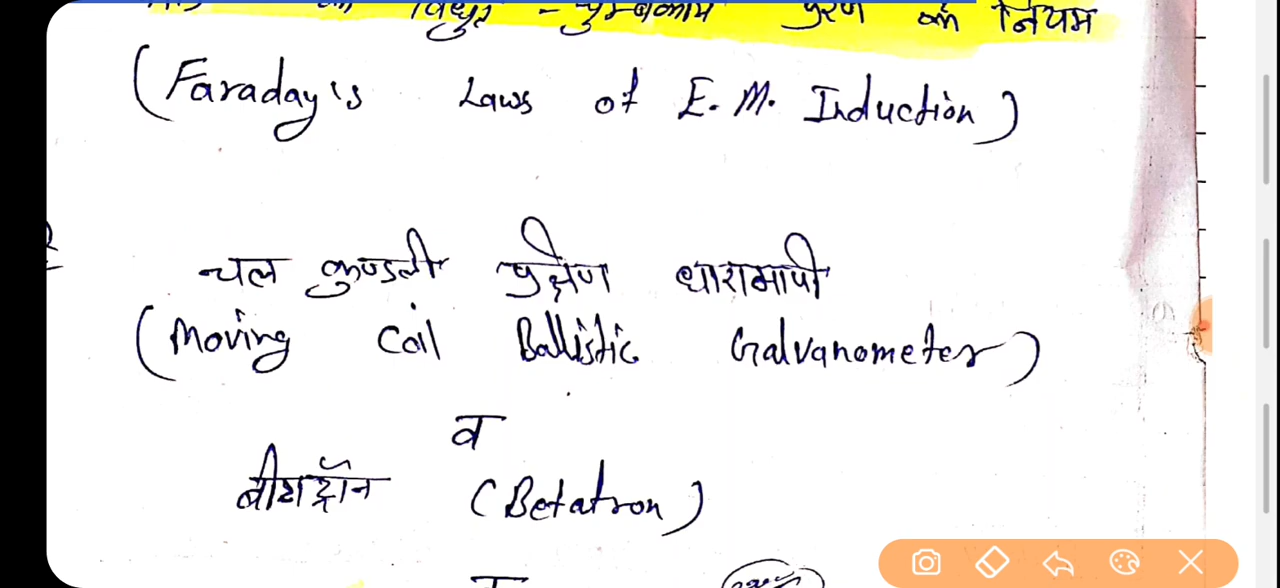 विद्युत - चुम्बकीय प्रेरण के नियम
(Faraday's Laws of E.M. Induction)
चल कुण्डली प्रक्षेप धारामापी
(Moving Coil Ballistic Galvanometer)
व
बीटाट्रॉन (Betatron)